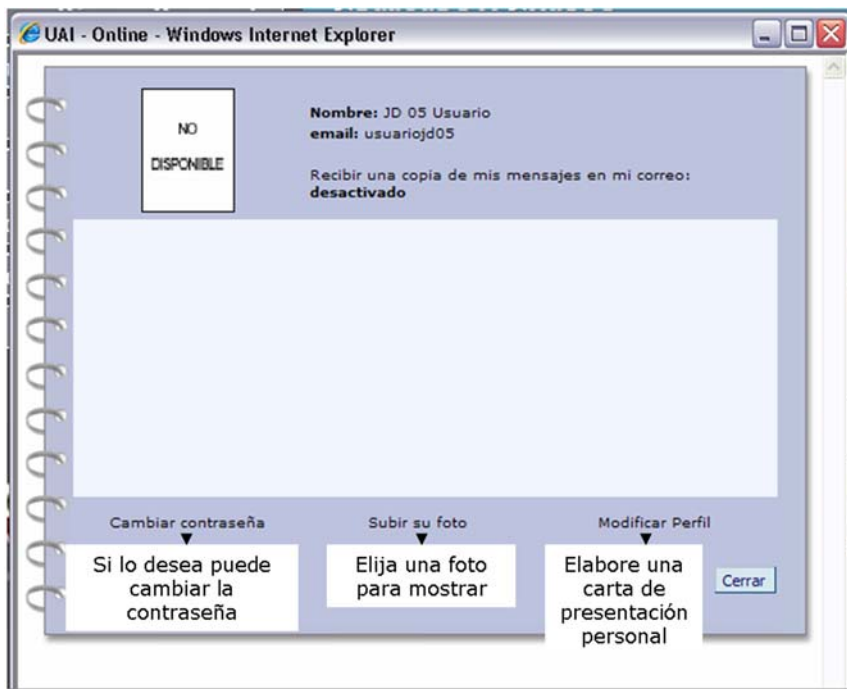 UAI - Online - Windows Internet Explorer
NO
DISPONIBLE
Nombre: JD 05 Usuario
email: usuariojd05
Recibir una copia de mis mensajes en mi correo:
desactivado
Cambiar contraseña
Subir su foto
Modificar Perfil
Si lo desea puede
cambiar la
contraseña
Elija una foto
para mostrar
Elabore una
carta de
presentación
personal
Cerrar